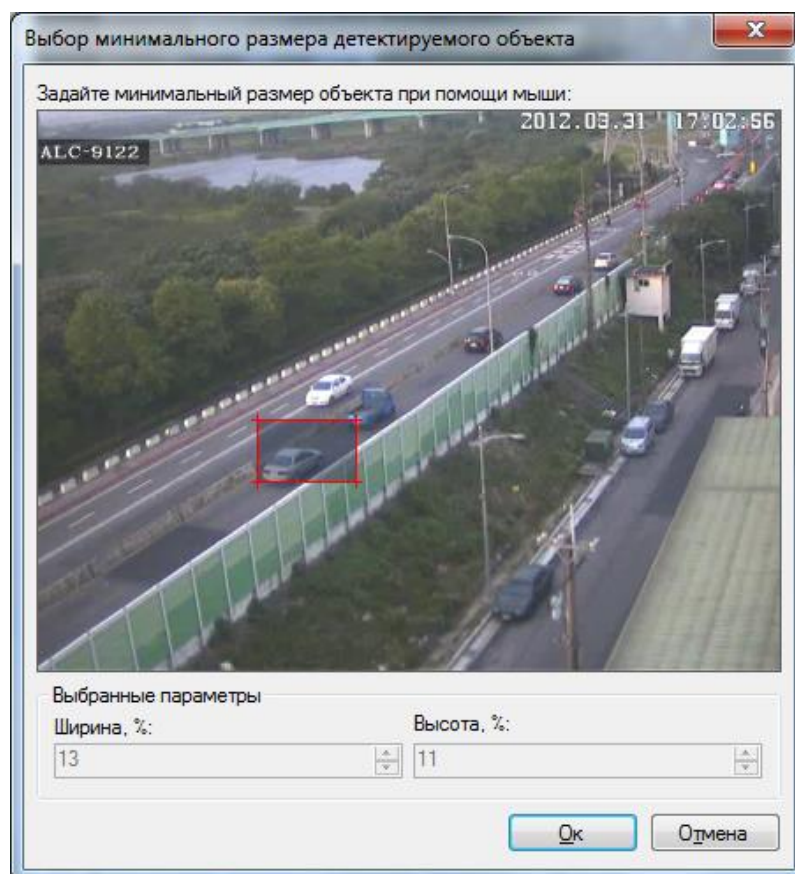 Выбор минимального размера детектируемого объекта
Задайте минимальный размер объекта при помощи мыши:
2012.03.31 17:02:56
ALC-9122
Выбранные параметры
Ширина, %:
Высота, %:
13
11
Ок
Отмена